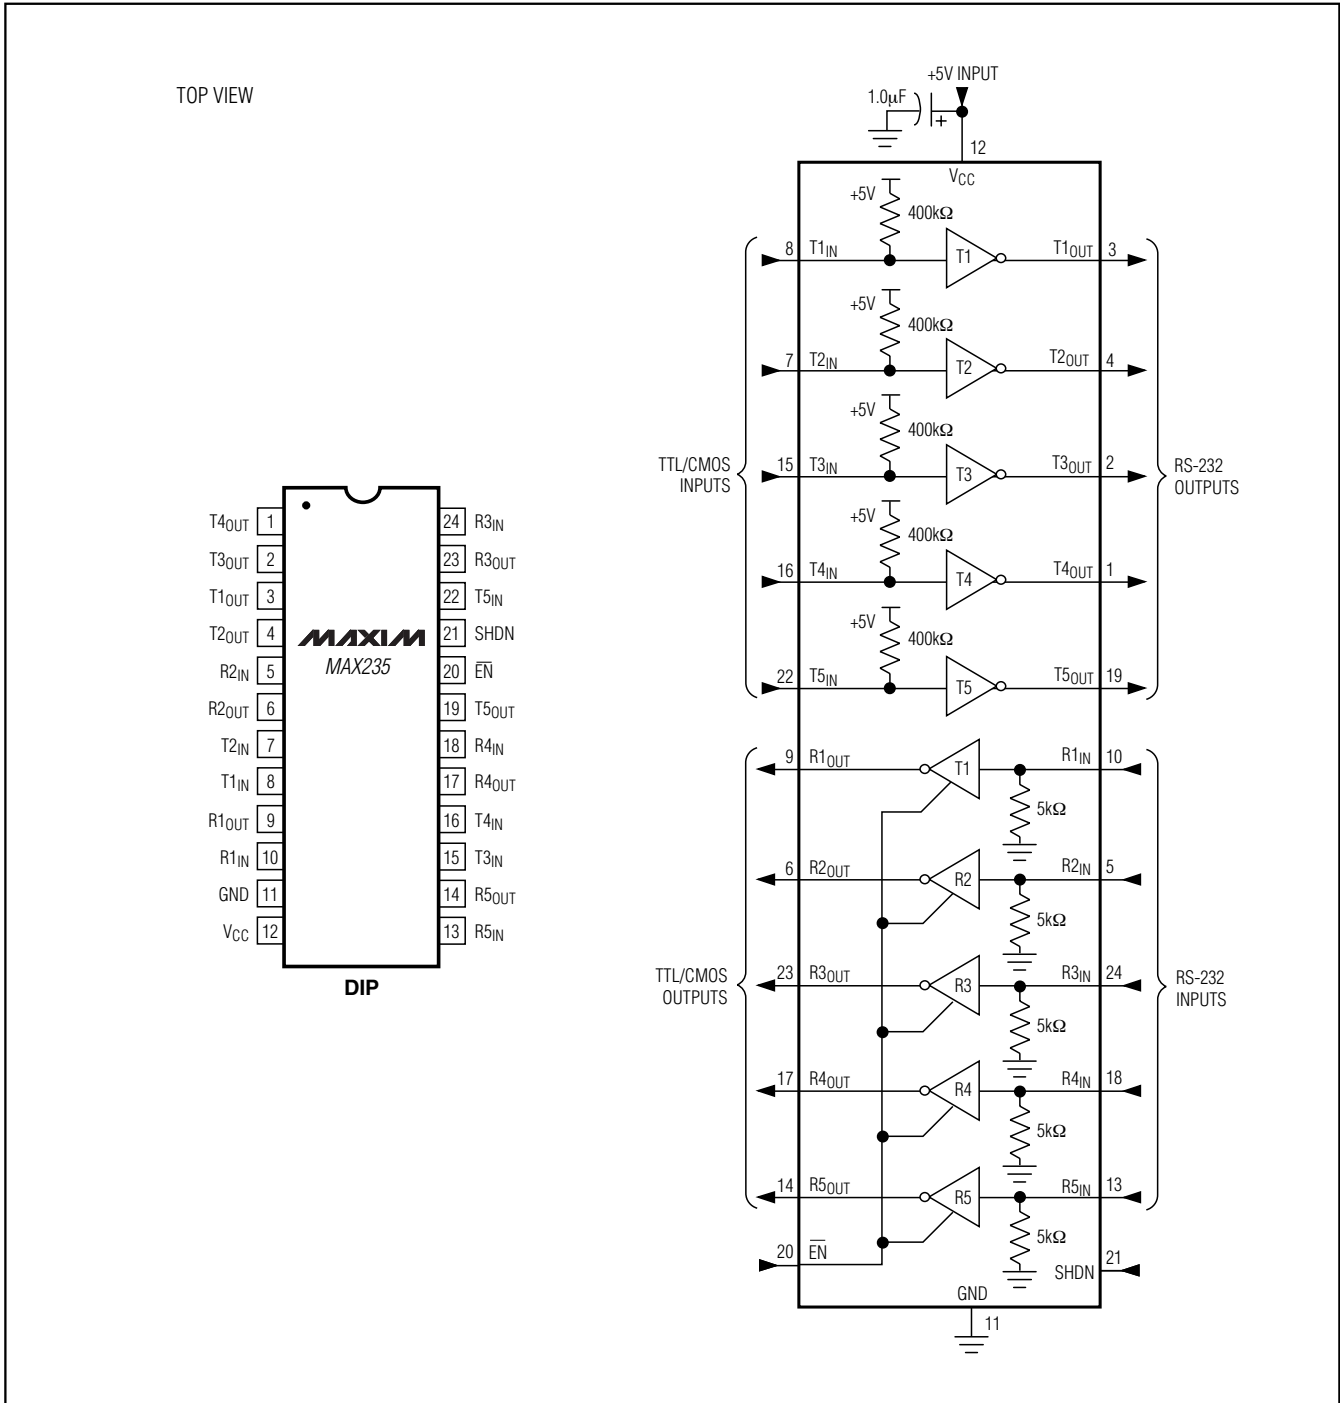 TOP VIEW
T4OUT 1
T3OUT 2
T1OUT 3
T2OUT 4
R2IN 5
R2OUT 6
T2IN 7
T1IN 8
R1OUT 9
R1IN 10
GND 11
VCC 12
24 R3IN
23 R3OUT
22 T5IN
21 SHDN
20 E̅N̅
19 T5OUT
18 R4IN
17 R4OUT
16 T4IN
15 T3IN
14 R5OUT
13 R5IN
MAXIM
MAX235
DIP
+5V INPUT
1.0µF
+
12
VCC
+5V
400kΩ
8 T1IN T1 T1OUT 3
+5V
400kΩ
7 T2IN T2 T2OUT 4
+5V
400kΩ
15 T3IN T3 T3OUT 2
TTL/CMOS
INPUTS
RS-232
OUTPUTS
+5V
400kΩ
16 T4IN T4 T4OUT 1
+5V
400kΩ
22 T5IN T5 T5OUT 19
9 R1OUT T1 R1IN 10
5kΩ
6 R2OUT R2 R2IN 5
5kΩ
23 R3OUT R3 R3IN 24
TTL/CMOS
OUTPUTS
RS-232
INPUTS
5kΩ
17 R4OUT R4 R4IN 18
5kΩ
14 R5OUT R5 R5IN 13
5kΩ
20 E̅N̅
SHDN 21
GND
11